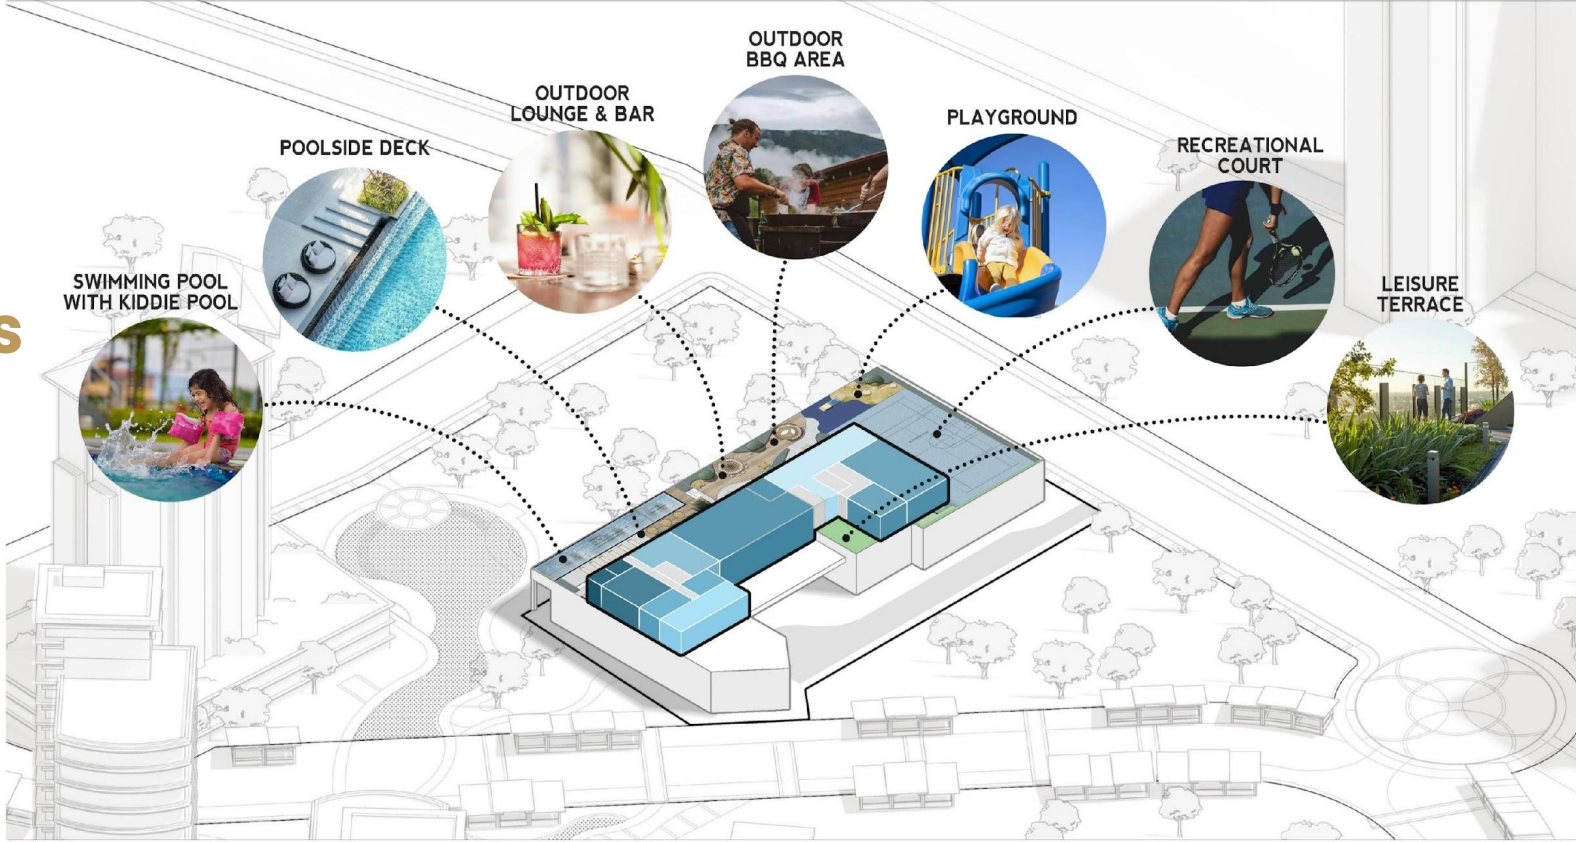 OUTDOOR
BBQ AREA
OUTDOOR
LOUNGE & BAR
PLAYGROUND
POOLSIDE DECK
RECREATIONAL
COURT
SWIMMING POOL
WITH KIDDIE POOL
LEISURE
TERRACE
S